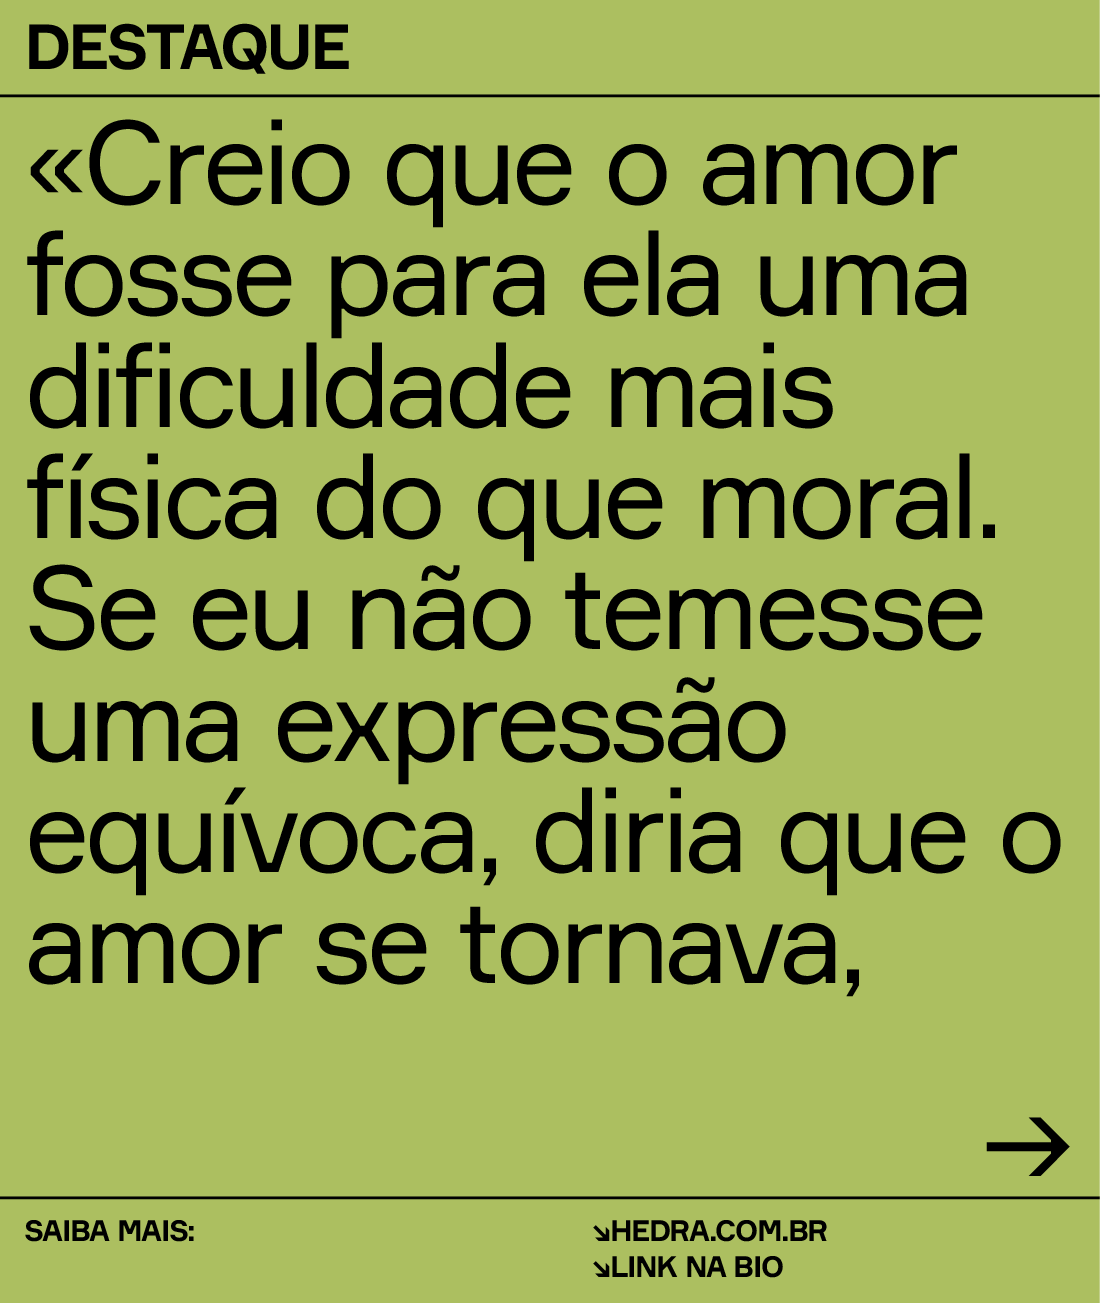 DESTAQUE
«Creio que o amor
fosse para ela uma
dificuldade mais
física do que moral.
Se eu não temesse
uma expressão
equívoca, diria que o
amor se tornava,
→
SAIBA MAIS:
↘HEDRA.COM.BR
↘LINK NA BIO